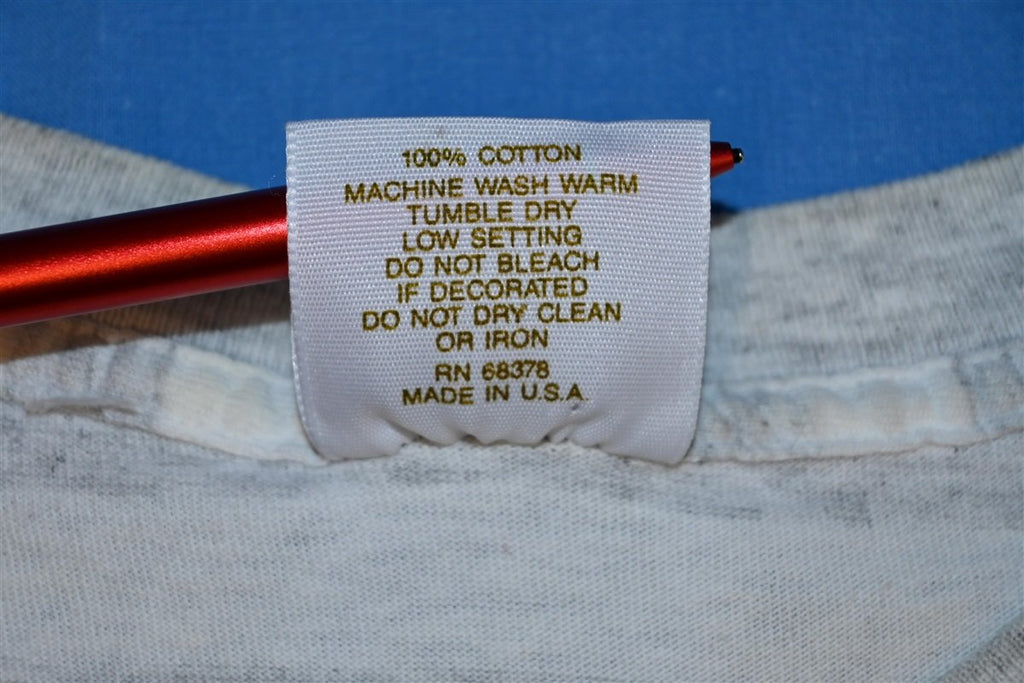 100% COTTON
MACHINE WASH WARM
TUMBLE DRY
LOW SETTING
DO NOT BLEACH
IF DECORATED
DO NOT DRY CLEAN
OR IRON
RN 68378
MADE IN U.S.A.